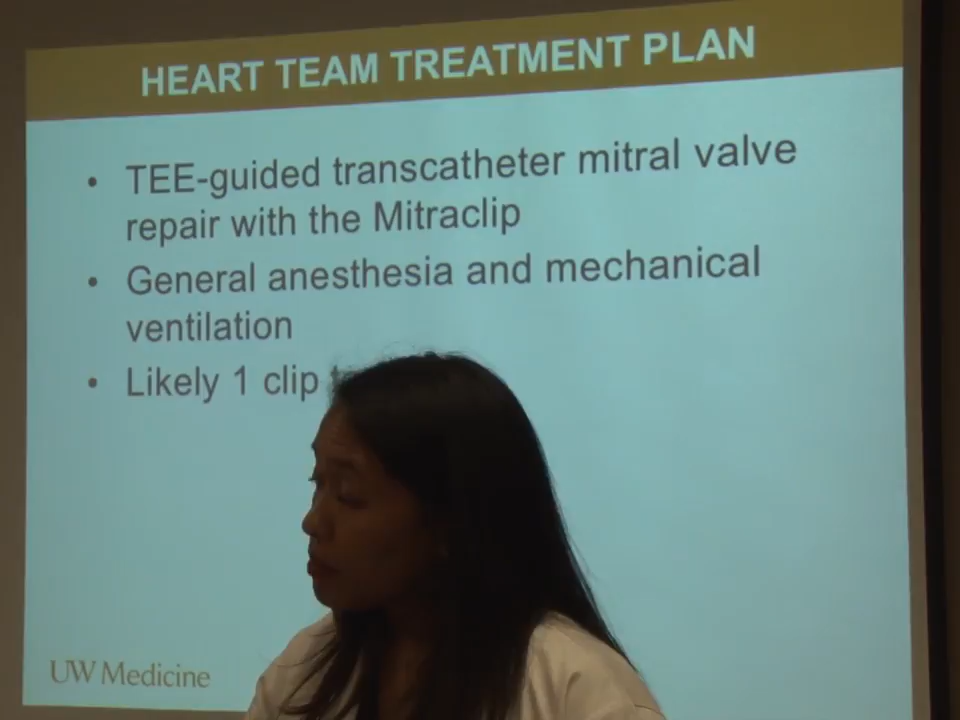 HEART TEAM TREATMENT PLAN
• TEE-guided transcatheter mitral valve
repair with the Mitraclip
• General anesthesia and mechanical
ventilation
• Likely 1 clip
UW Medicine